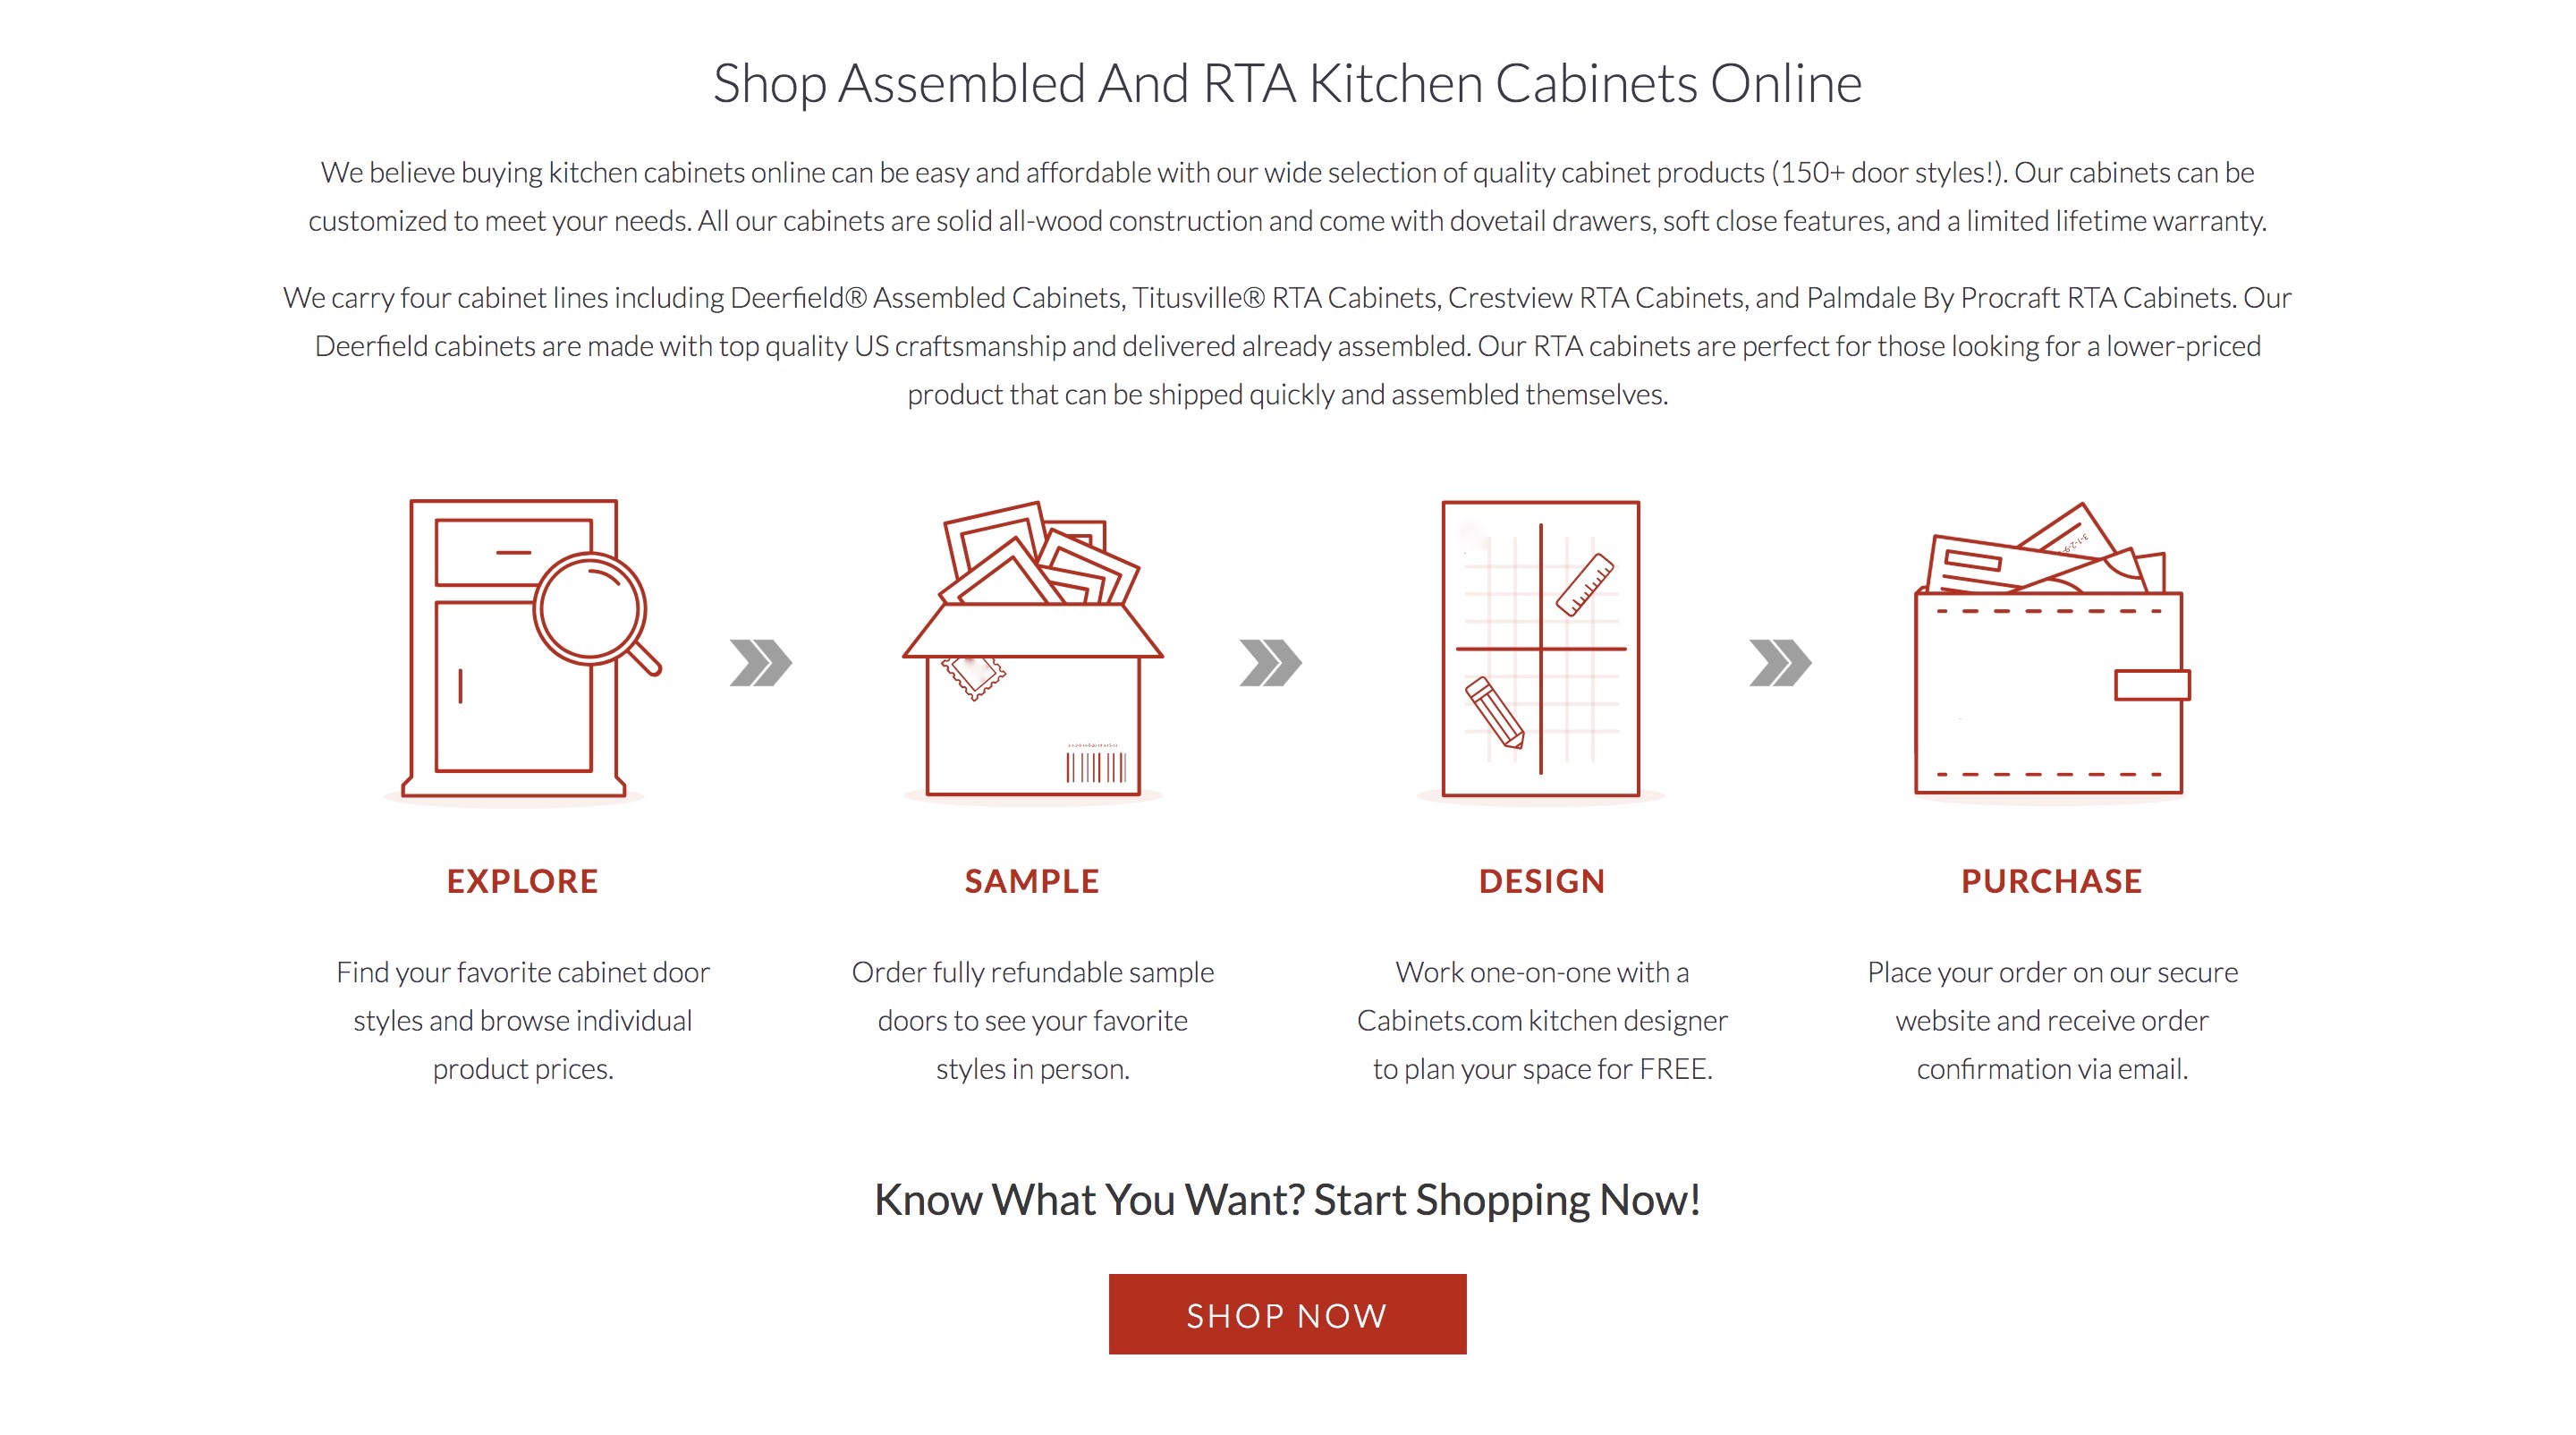 Shop Assembled And RTA Kitchen Cabinets Online
We believe buying kitchen cabinets online can be easy and affordable with our wide selection of quality cabinet products (150+ door styles!). Our cabinets can be
customized to meet your needs. All our cabinets are solid all-wood construction and come with dovetail drawers, soft close features, and a limited lifetime warranty.
We carry four cabinet lines including Deerfield® Assembled Cabinets, Titusville® RTA Cabinets, Crestview RTA Cabinets, and Palmdale By Procraft RTA Cabinets. Our
Deerfield cabinets are made with top quality US craftsmanship and delivered already assembled. Our RTA cabinets are perfect for those looking for a lower-priced
product that can be shipped quickly and assembled themselves.
EXPLORE
Find your favorite cabinet door
styles and browse individual
product prices.
SAMPLE
Order fully refundable sample
doors to see your favorite
styles in person.
DESIGN
Work one-on-one with a
Cabinets.com kitchen designer
to plan your space for FREE.
PURCHASE
Place your order on our secure
website and receive order
confirmation via email.
Know What You Want? Start Shopping Now!
SHOP NOW